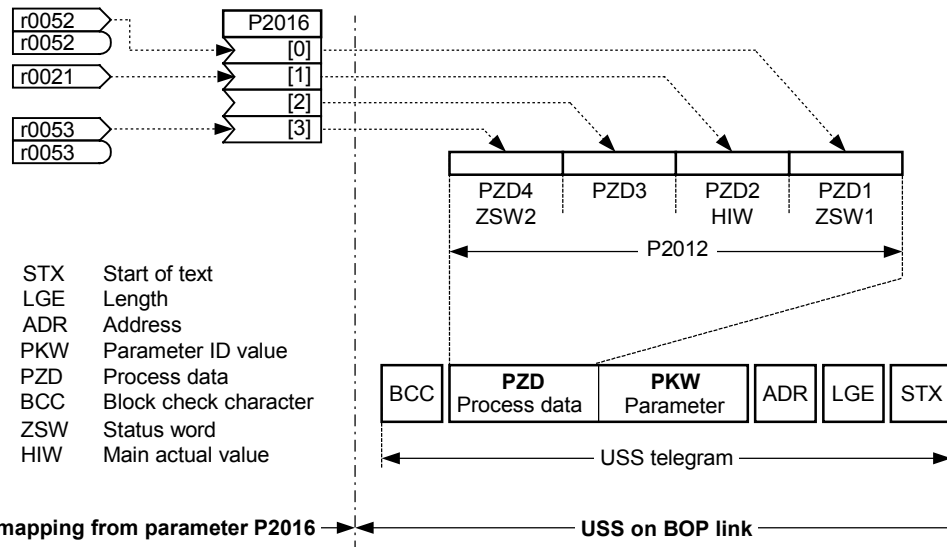 r0052
r0052
r0021
r0053
r0053
P2016
[0]
[1]
[2]
[3]
PZD4 PZD3 PZD2 PZD1
ZSW2 HIW ZSW1
P2012
STX Start of text
LGE Length
ADR Address
PKW Parameter ID value
PZD Process data
BCC Block check character
ZSW Status word
HIW Main actual value
BCC PZD PKW ADR LGE STX
Process data Parameter
USS telegram
mapping from parameter P2016 USS on BOP link